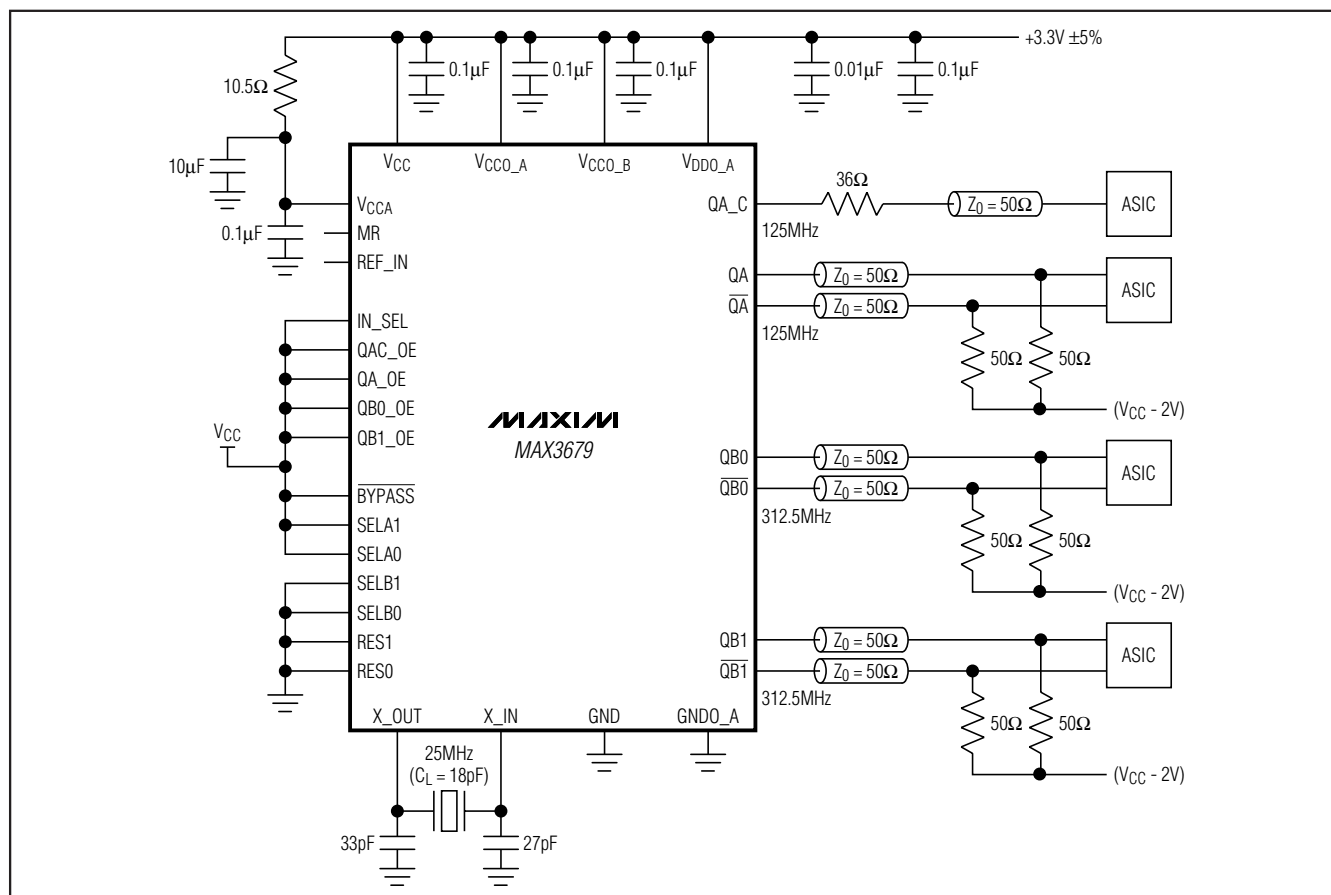 +3.3V ±5%
0.1µF
0.1µF
0.1µF
0.01µF
0.1µF
10.5Ω
10µF
0.1µF
VCC
VCCO_A
VCCO_B
VDDO_A
VCCA
MR
REF_IN
IN_SEL
QAC_OE
QA_OE
QB0_OE
QB1_OE
VCC
BYPASS
SELA1
SELA0
SELB1
SELB0
RES1
RES0
MAXIM
MAX3679
QA_C
125MHz
36Ω
Z0 = 50Ω
ASIC
QA
Z0 = 50Ω
QA
Z0 = 50Ω
125MHz
ASIC
50Ω
50Ω
(VCC - 2V)
QB0
Z0 = 50Ω
QB0
Z0 = 50Ω
312.5MHz
ASIC
50Ω
50Ω
(VCC - 2V)
QB1
Z0 = 50Ω
QB1
Z0 = 50Ω
312.5MHz
ASIC
50Ω
50Ω
(VCC - 2V)
X_OUT
X_IN
GND
GNDO_A
25MHz
(CL = 18pF)
33pF
27pF